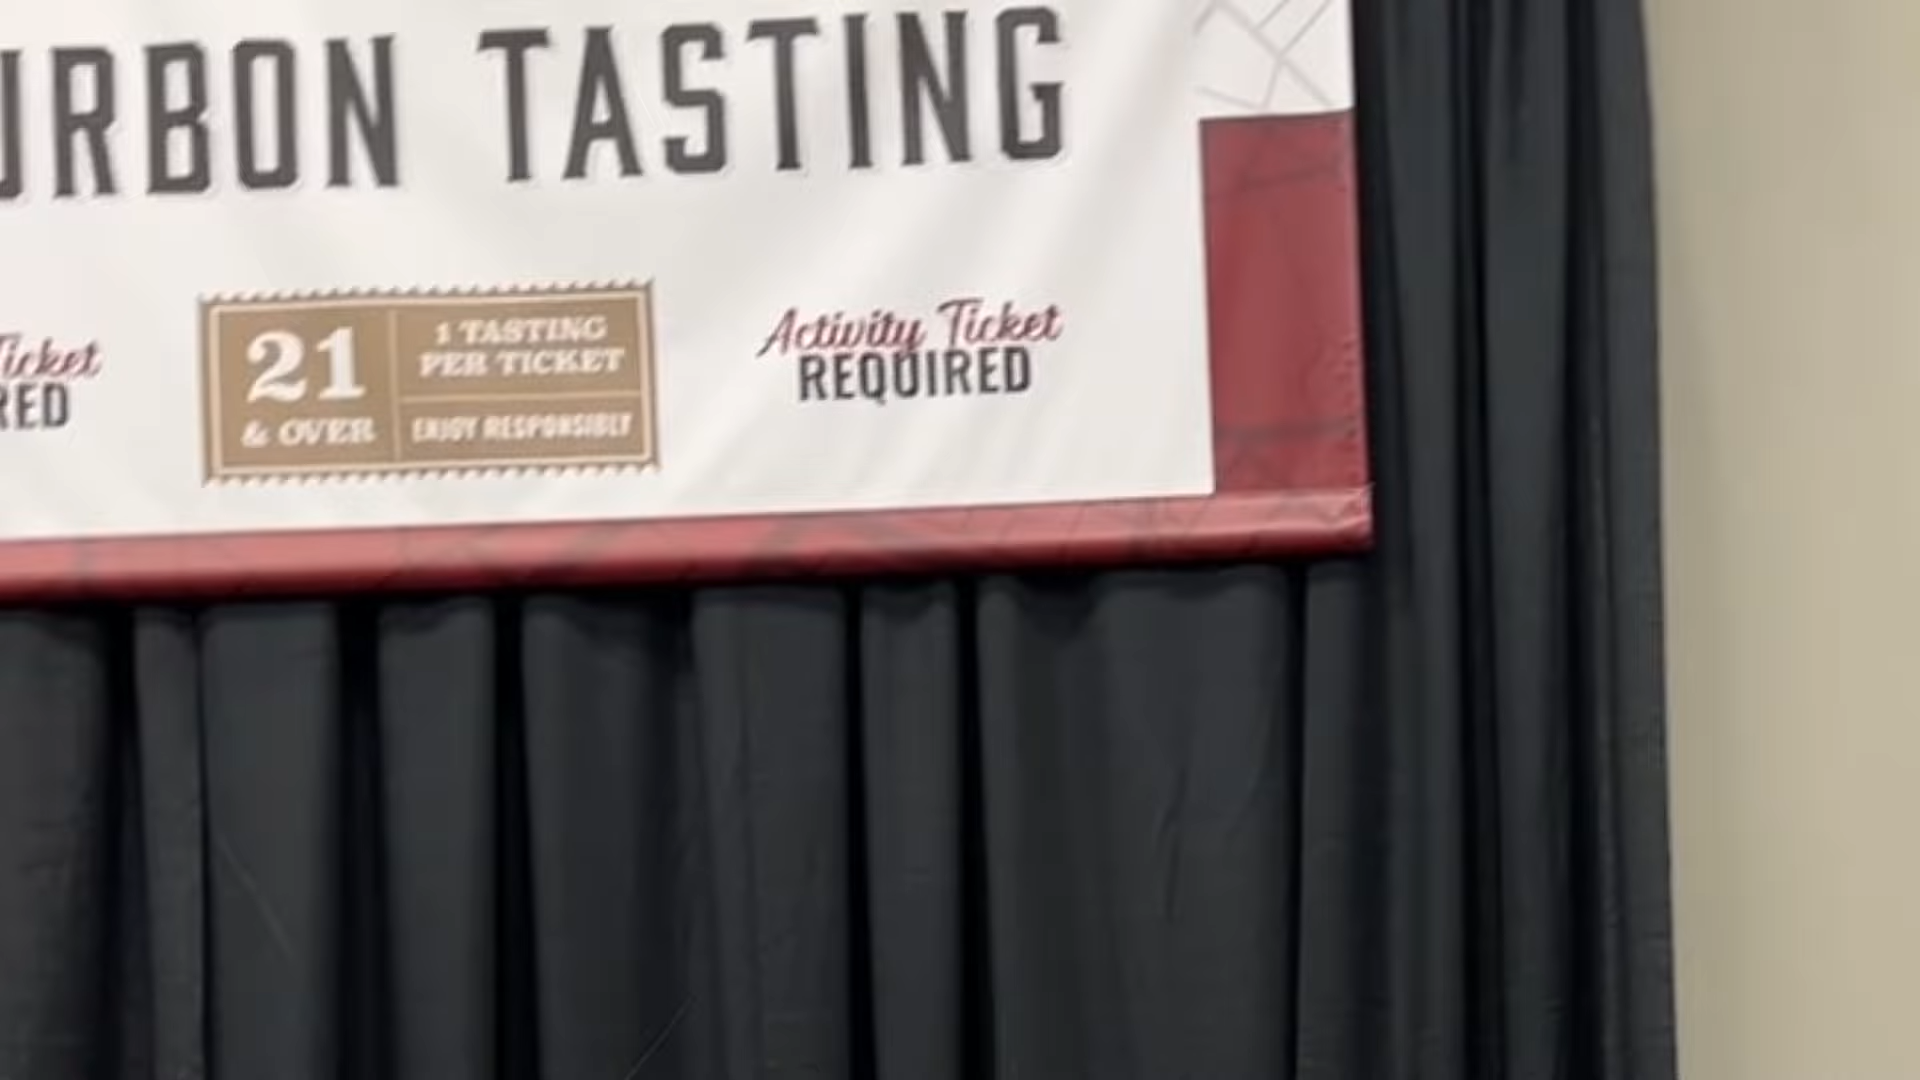 URBON TASTING
Ticket
RED
21
& OVER
1 TASTING
PER TICKET
ENJOY RESPONSIBLY
Activity Ticket
REQUIRED